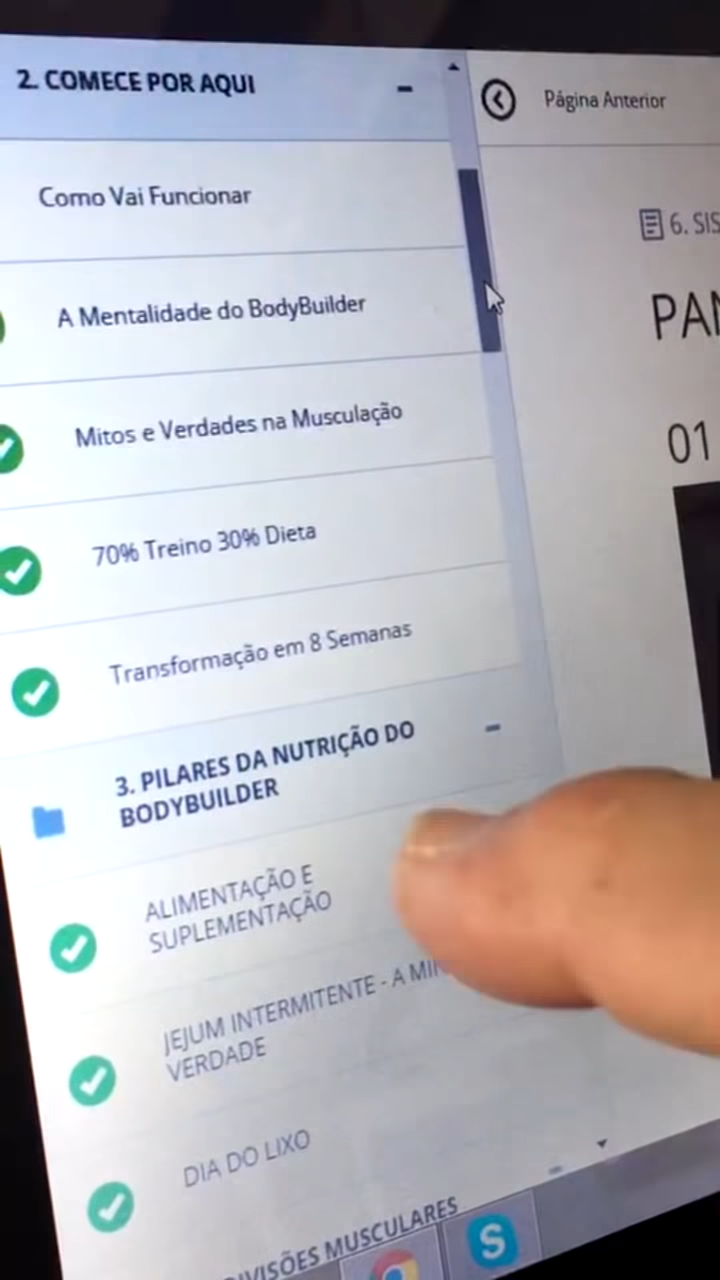 2. COMECE POR AQUI
Como Vai Funcionar
A Mentalidade do BodyBuilder
Mitos e Verdades na Musculação
70% Treino 30% Dieta
Transformação em 8 Semanas
3. PILARES DA NUTRIÇÃO DO
BODYBUILDER
ALIMENTAÇÃO E
SUPLEMENTAÇÃO
JEJUM INTERMITENTE - A
VERDADE
DIA DO LIXO
MUSCULARES
Página Anterior
6.
01